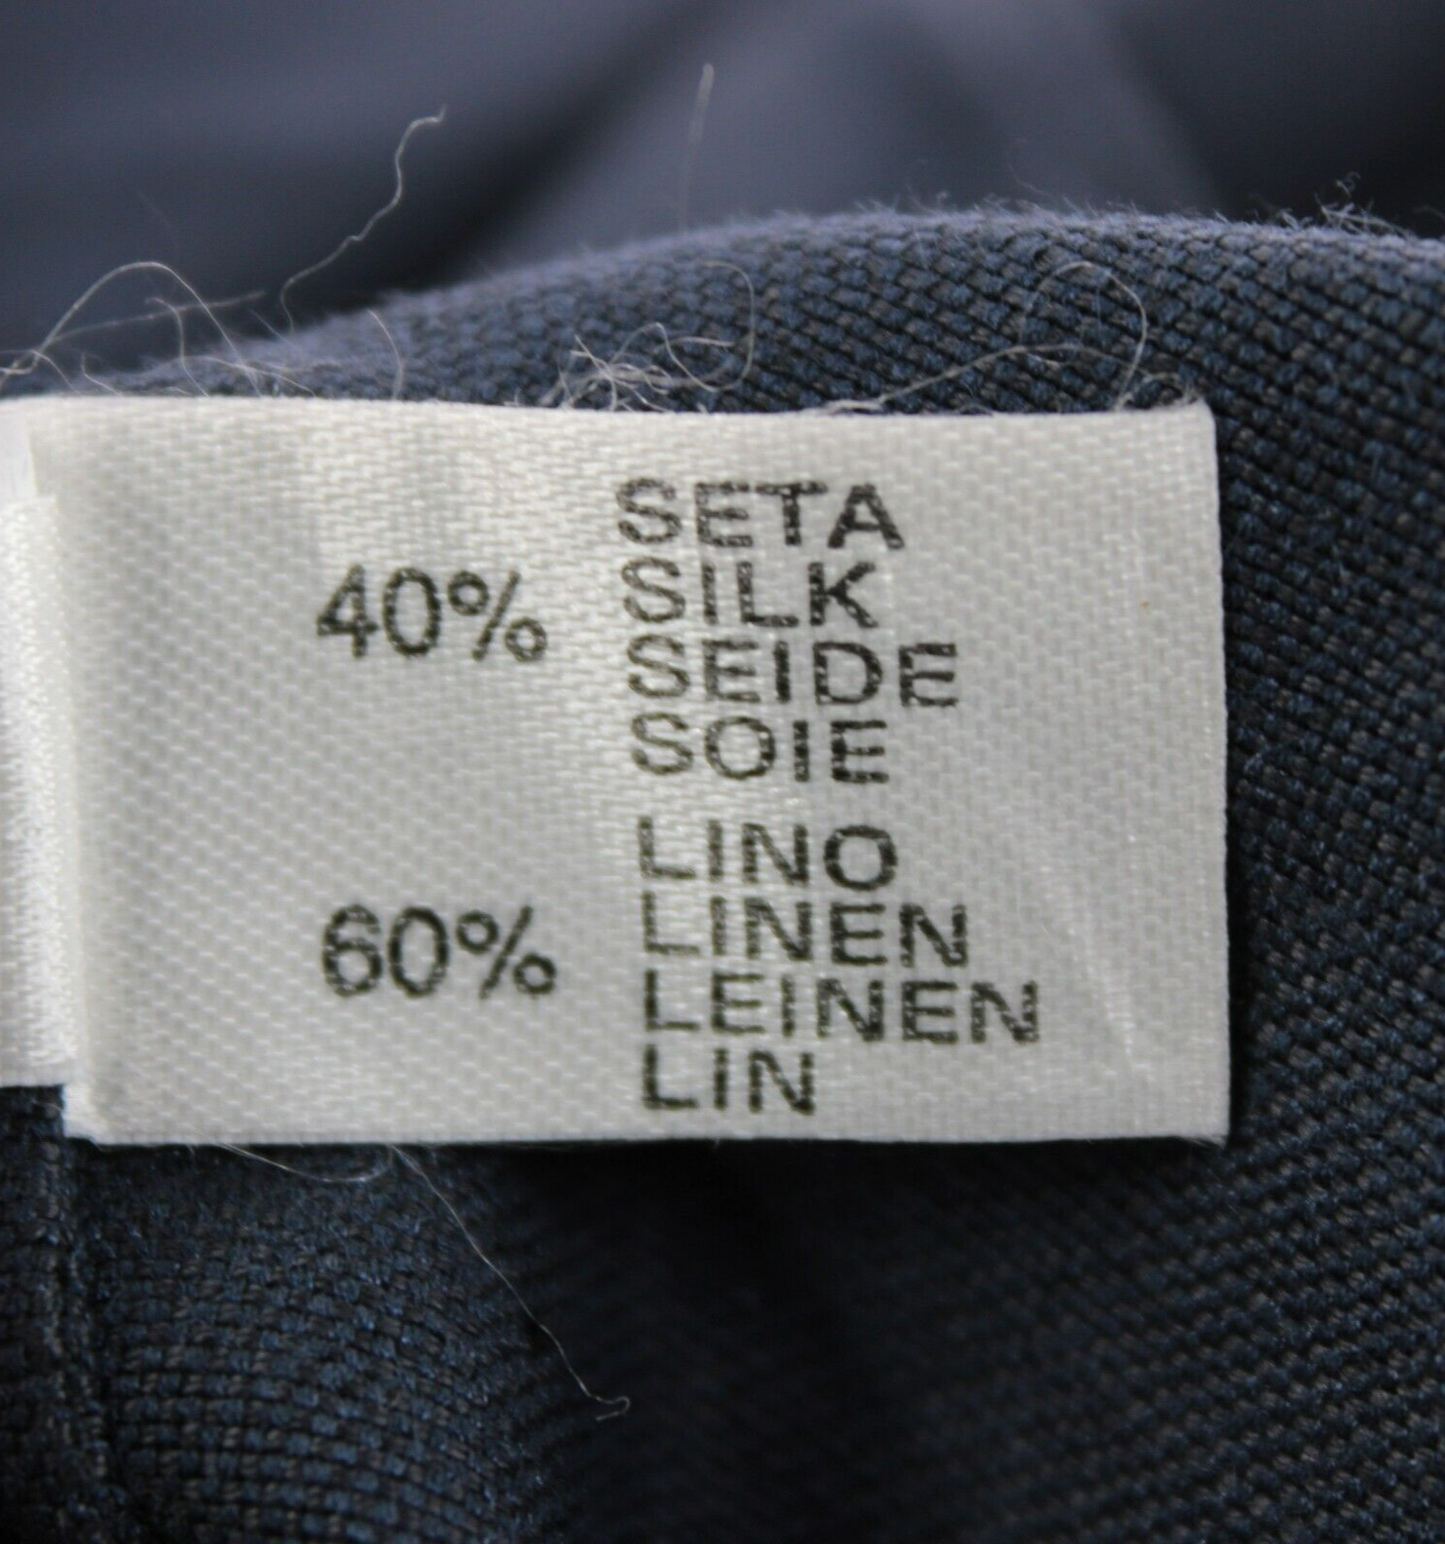 40%
SETA
SILK
SEIDE
SOIE
60%
LINO
LINEN
LEINEN
LIN